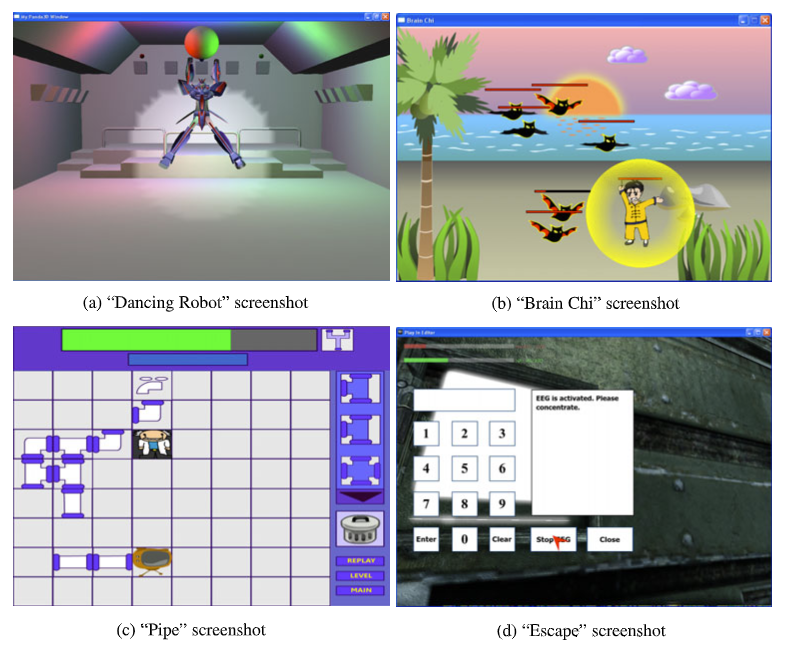 My Panda3D Window
Brain Chi
(a) “Dancing Robot” screenshot
(b) “Brain Chi” screenshot
REPLAY
LEVEL
MAIN
Play In Editor
EEG is activated. Please
concentrate.
1 2 3
4 5 6
7 8 9
Enter 0 Clear Stop EEG Close
(c) “Pipe” screenshot
(d) “Escape” screenshot